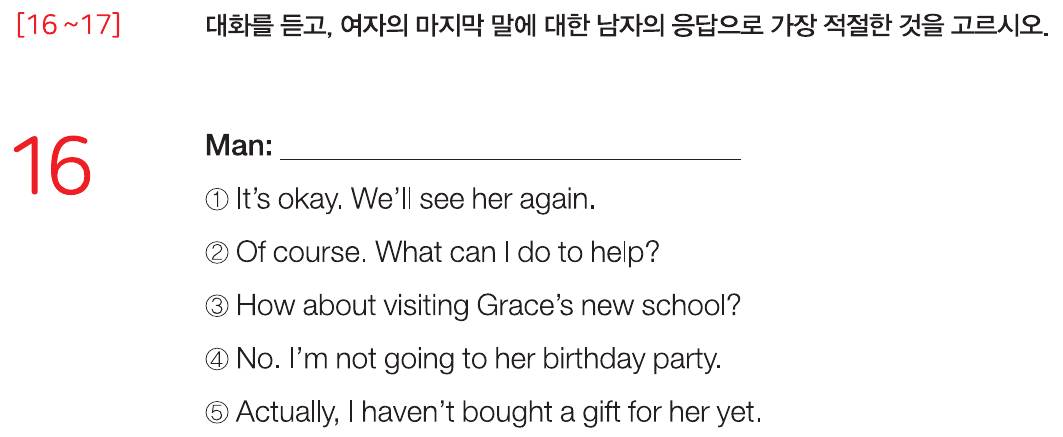 [16~17] 대화를 듣고, 여자의 마지막 말에 대한 남자의 응답으로 가장 적절한 것을 고르시오.
16
Man:
① It's okay. We'll see her again.
② Of course. What can I do to help?
③ How about visiting Grace's new school?
④ No. I'm not going to her birthday party.
⑤ Actually, I haven't bought a gift for her yet.